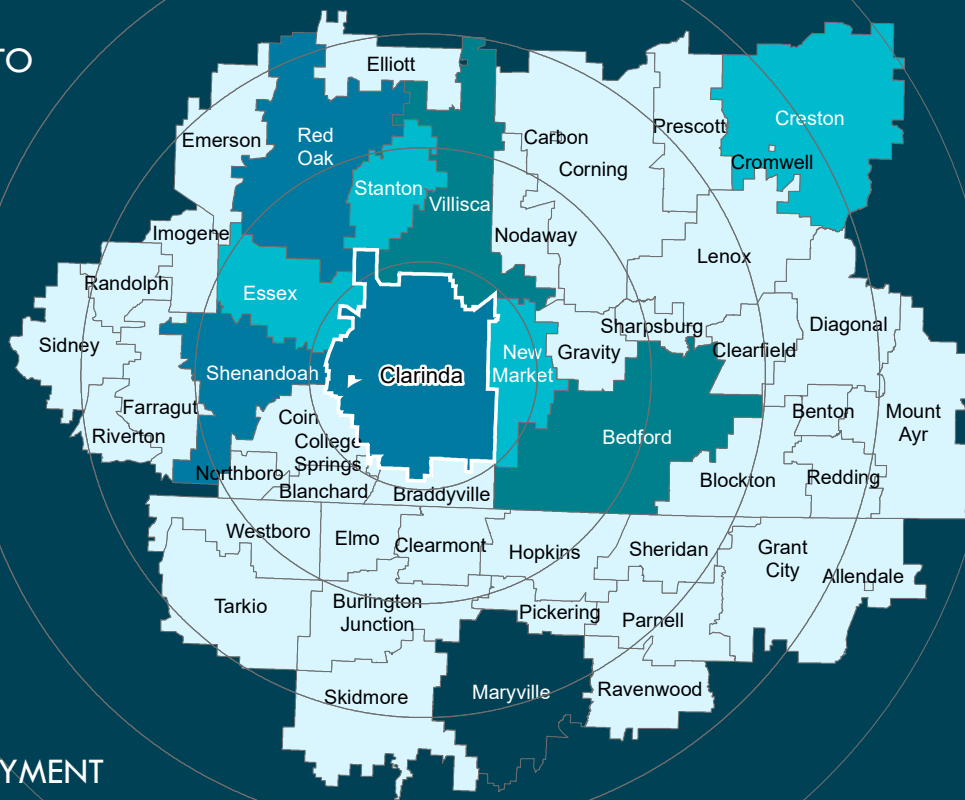 TO
Elliott
Emerson
Red
Oak
Carbon
Prescott
Creston
Corning
Cromwell
Stanton
Villisca
Imogene
Nodaway
Lenox
Randolph
Essex
Sidney
Sharpsburg
Diagonal
Gravity
Clearfield
New
Market
Shenandoah
Clarinda
Farragut
Riverton
Coin
College
Springs
Bedford
Benton
Mount
Ayr
Northboro
Blanchard
Braddyville
Blockton
Redding
Westboro
Elmo
Clearmont
Hopkins
Sheridan
Grant
City
Allendale
Tarkio
Burlington
Junction
Pickering
Parnell
Skidmore
Maryville
Ravenwood
YMENT